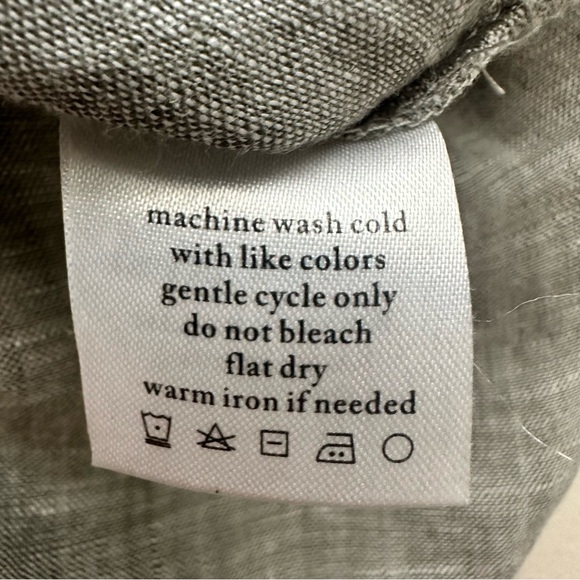 machine wash cold
with like colors
gentle cycle only
do not bleach
flat dry
warm iron if needed